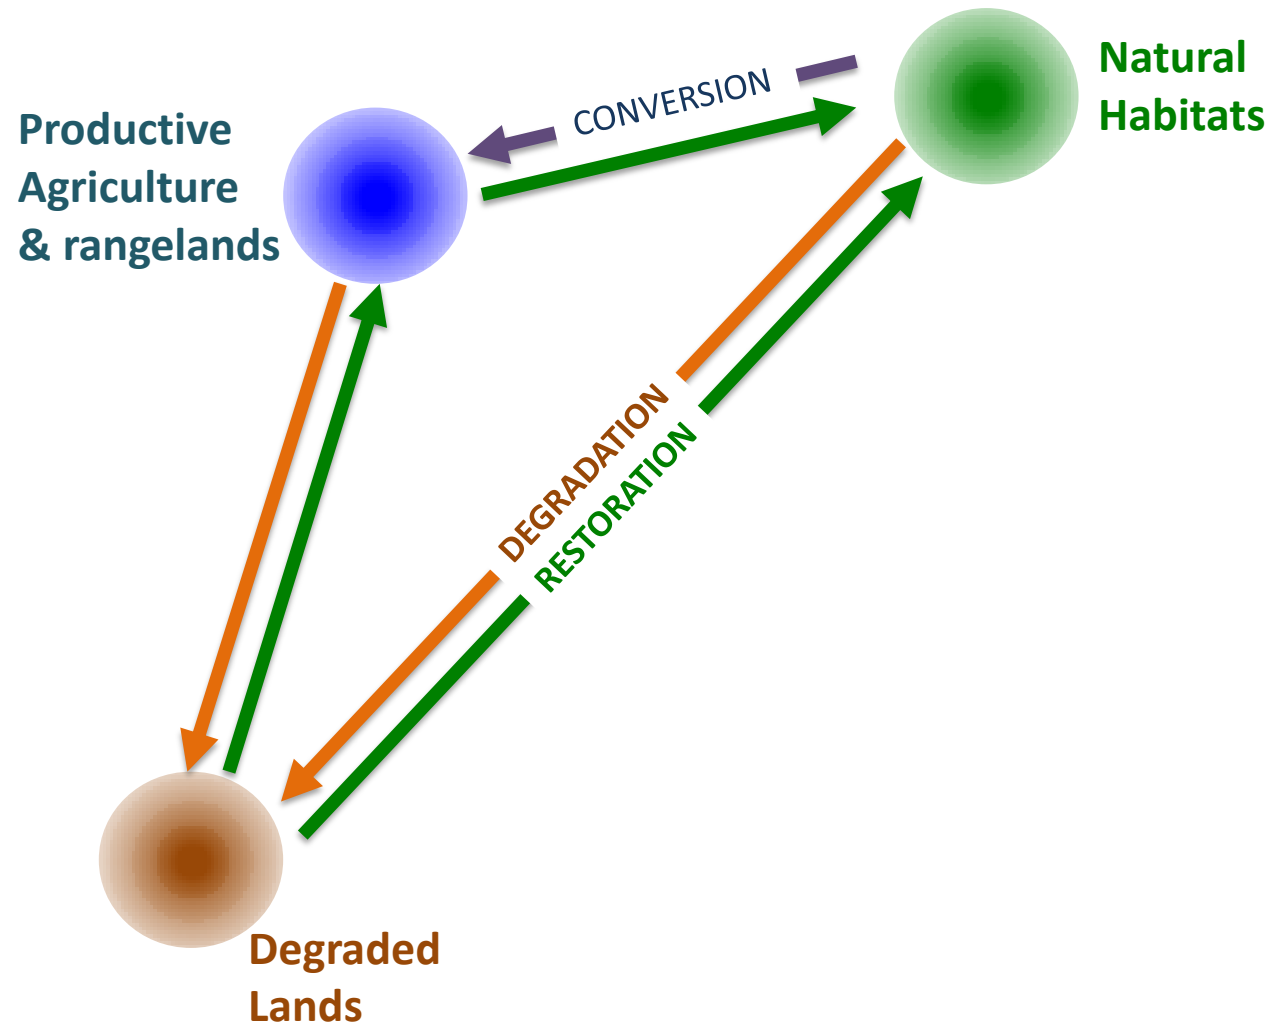 Natural
Habitats
CONVERSION
Productive
Agriculture
& rangelands
DEGRADATION
RESTORATION
Degraded
Lands